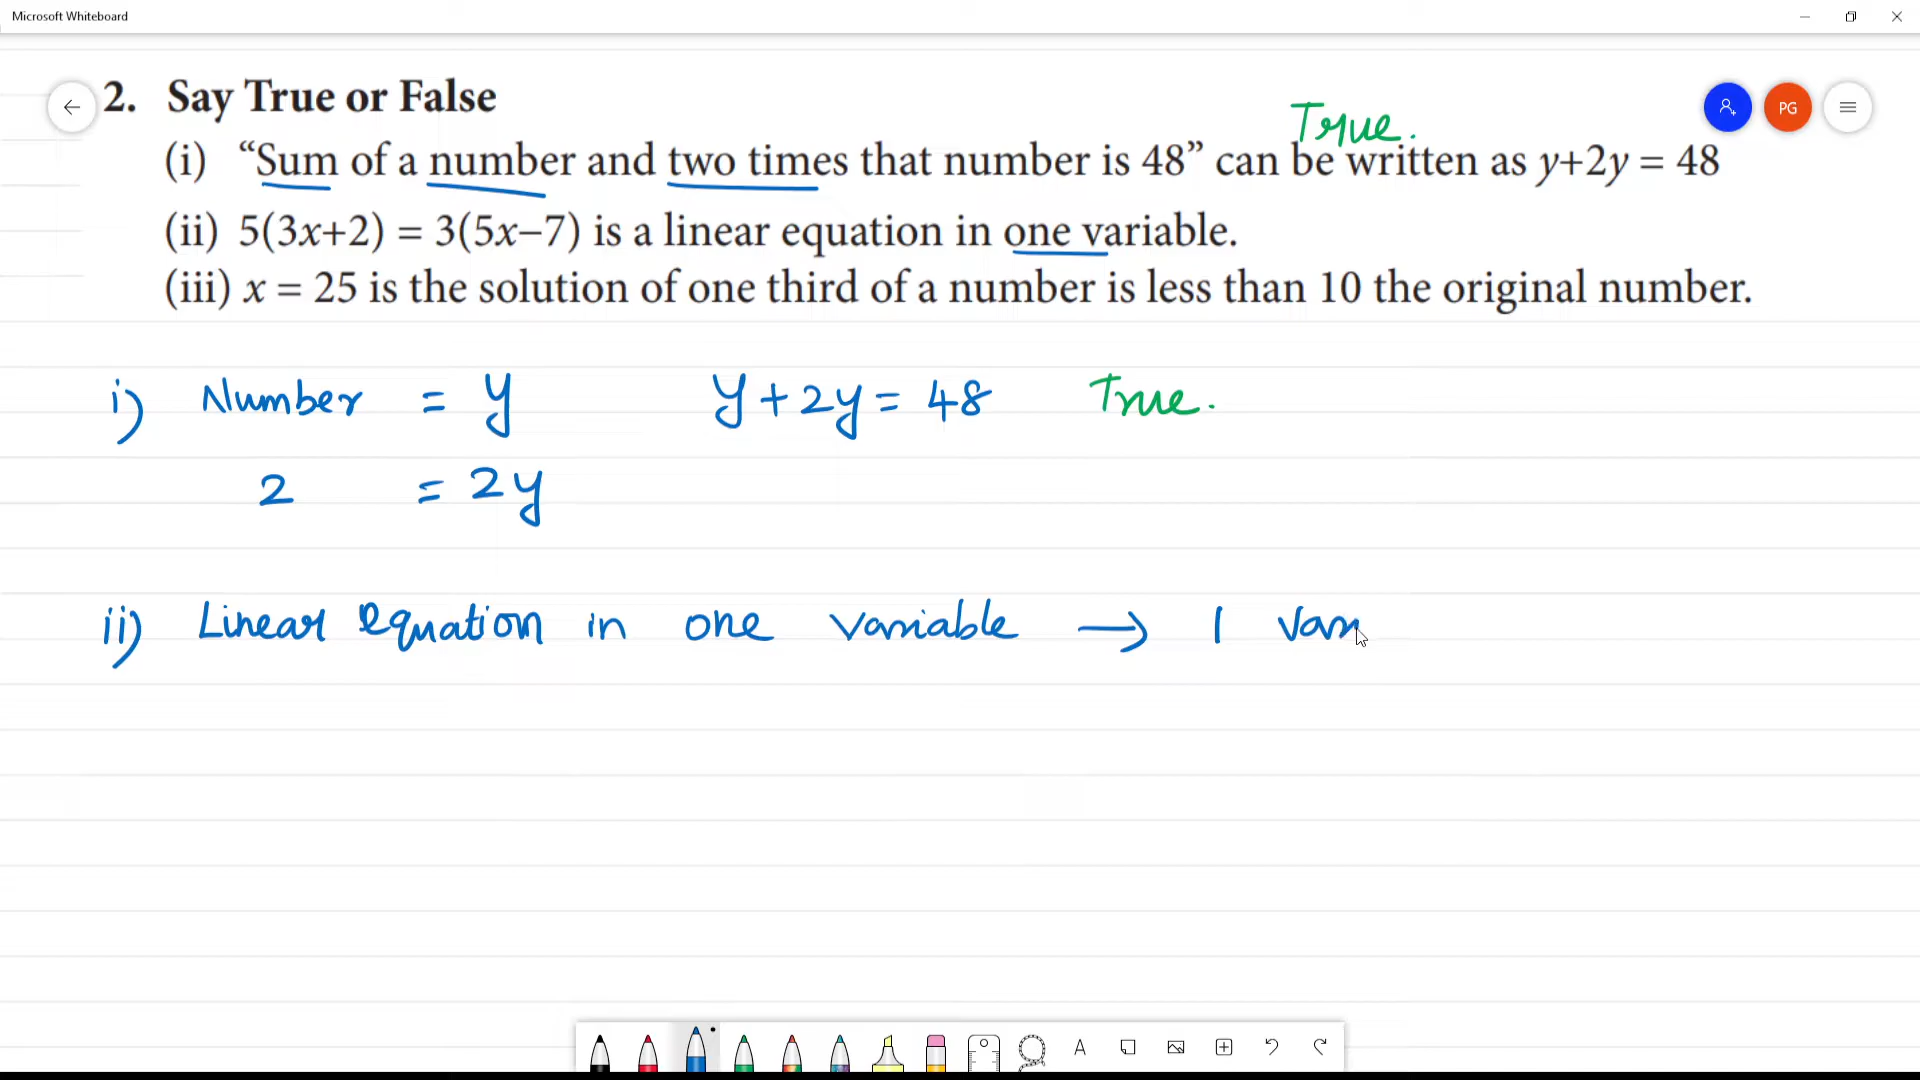 Microsoft Whiteboard
2. Say True or False
True.
(i) “Sum of a number and two times that number is 48” can be written as y+2y = 48
(ii) 5(3x+2) = 3(5x−7) is a linear equation in one variable.
(iii) x = 25 is the solution of one third of a number is less than 10 the original number.
PG
i) Number = y y + 2y = 48 True.
2 = 2y
ii) Linear equation in one variable → 1 Var
A